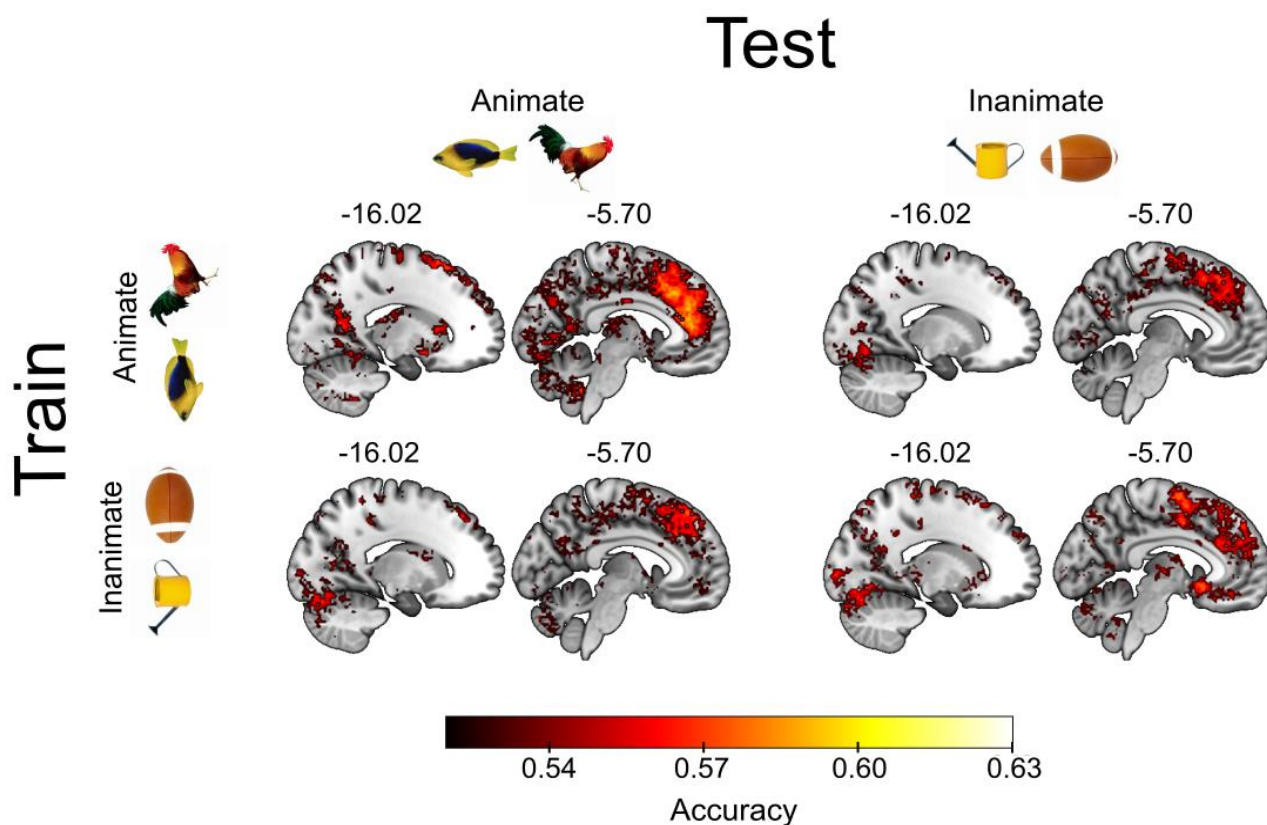 Test
Animate Inanimate
-16.02 -5.70 -16.02 -5.70
Train
Animate
-16.02 -5.70 -16.02 -5.70
Inanimate
0.54 0.57 0.60 0.63
Accuracy